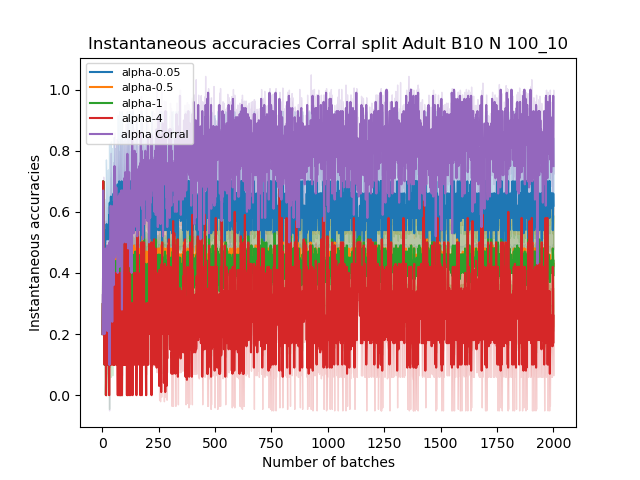 Instantaneous accuracies Corral split Adult B10 N 100_10
alpha-0.05
alpha-0.5
alpha-1
alpha-4
alpha Corral
1.0
0.8
0.6
0.4
0.2
0.0
Instantaneous accuracies
0 250 500 750 1000 1250 1500 1750 2000
Number of batches